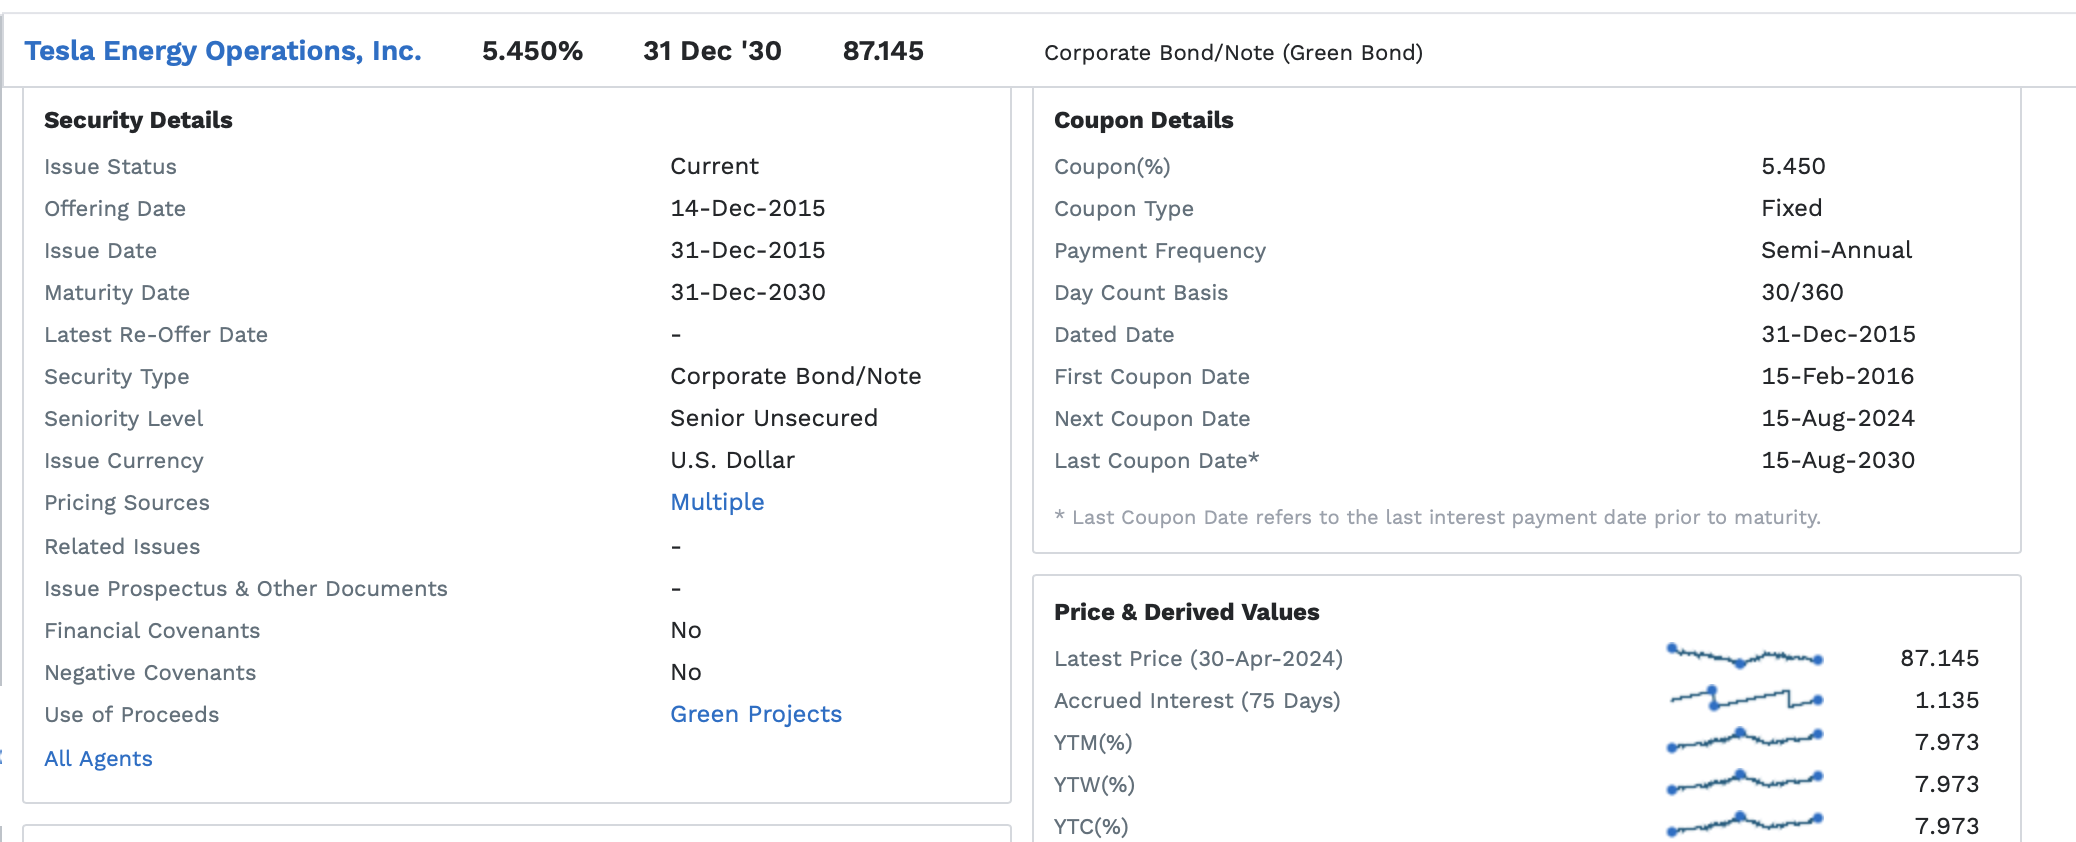 Tesla Energy Operations, Inc. 5.450% 31 Dec '30 87.145 Corporate Bond/Note (Green Bond)
Security Details
Issue Status Current
Offering Date 14-Dec-2015
Issue Date 31-Dec-2015
Maturity Date 31-Dec-2030
Latest Re-Offer Date -
Security Type Corporate Bond/Note
Seniority Level Senior Unsecured
Issue Currency U.S. Dollar
Pricing Sources Multiple
Related Issues -
Issue Prospectus & Other Documents -
Financial Covenants No
Negative Covenants No
Use of Proceeds Green Projects
All Agents
Coupon Details
Coupon(%) 5.450
Coupon Type Fixed
Payment Frequency Semi-Annual
Day Count Basis 30/360
Dated Date 31-Dec-2015
First Coupon Date 15-Feb-2016
Next Coupon Date 15-Aug-2024
Last Coupon Date* 15-Aug-2030
* Last Coupon Date refers to the last interest payment date prior to maturity.
Price & Derived Values
Latest Price (30-Apr-2024) 87.145
Accrued Interest (75 Days) 1.135
YTM(%) 7.973
YTW(%) 7.973
YTC(%) 7.973